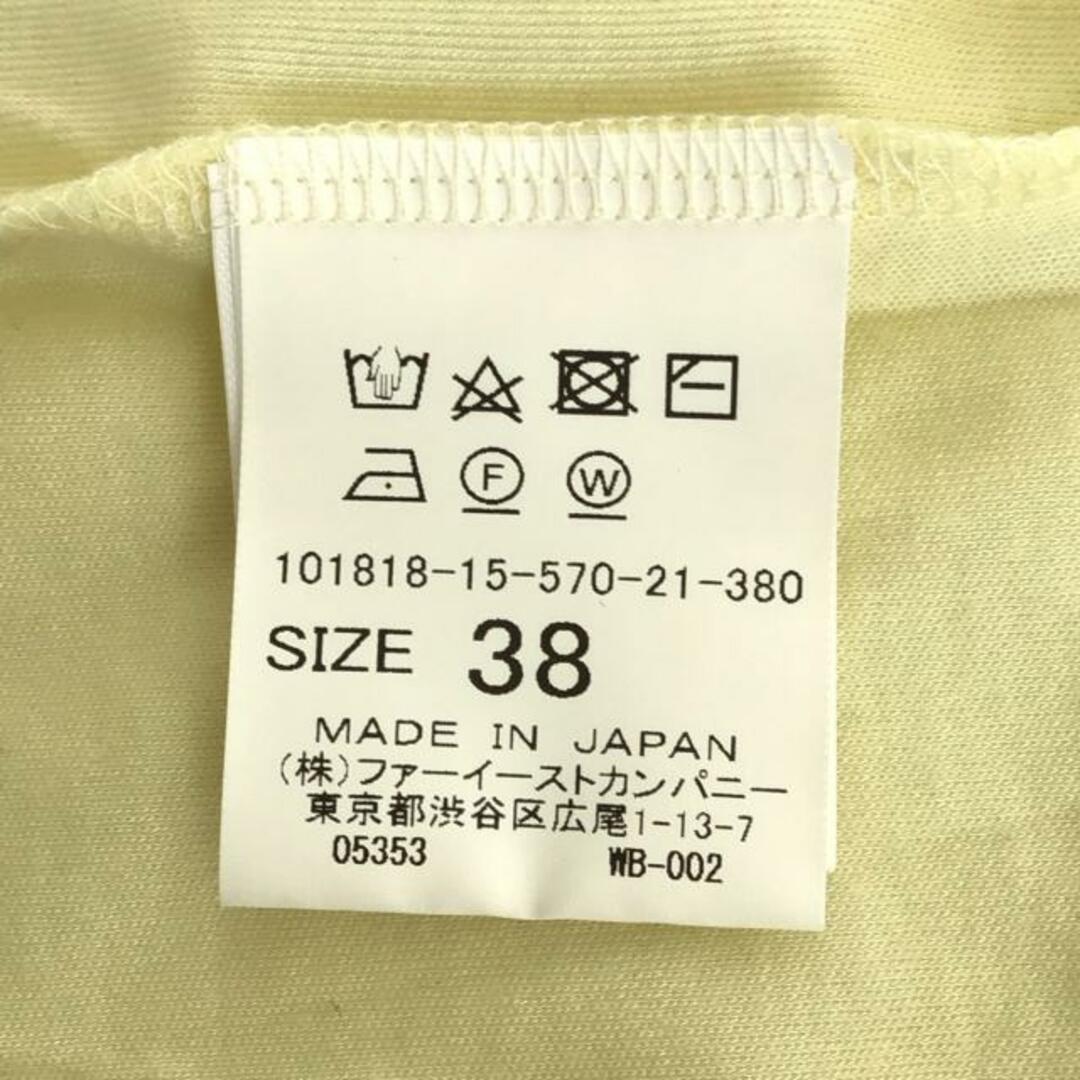 F W
101818-15-570-21-380
SIZE 38
MADE IN JAPAN
(株)ファーイーストカンパニー
東京都渋谷区広尾1-13-7
05353 WB-002